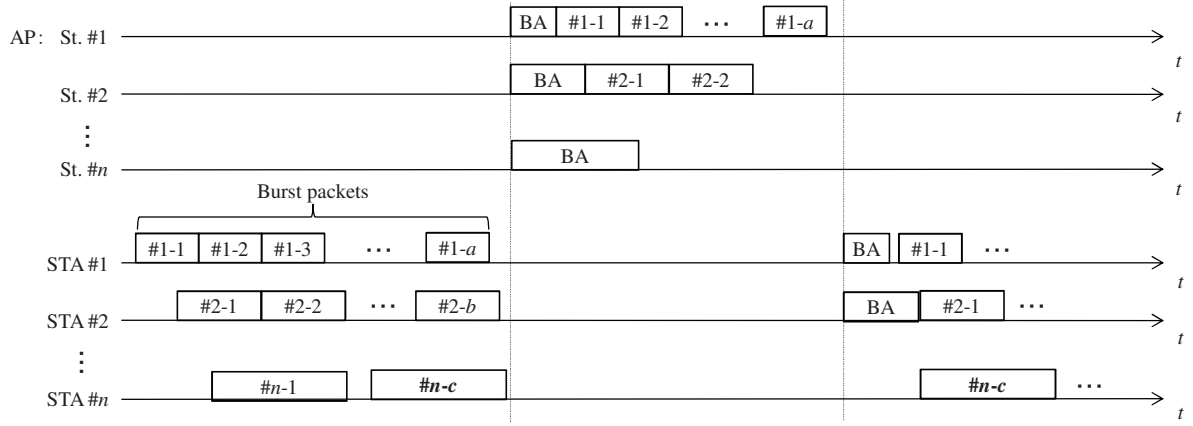 AP: St. #1 BA #1-1 #1-2 ... #1-a
t
St. #2 BA #2-1 #2-2
t
⋮
St. #n BA
t
Burst packets
STA #1 #1-1 #1-2 #1-3 ... #1-a BA #1-1 ...
t
STA #2 #2-1 #2-2 ... #2-b BA #2-1 ...
t
⋮
STA #n #n-1 #n-c #n-c ...
t